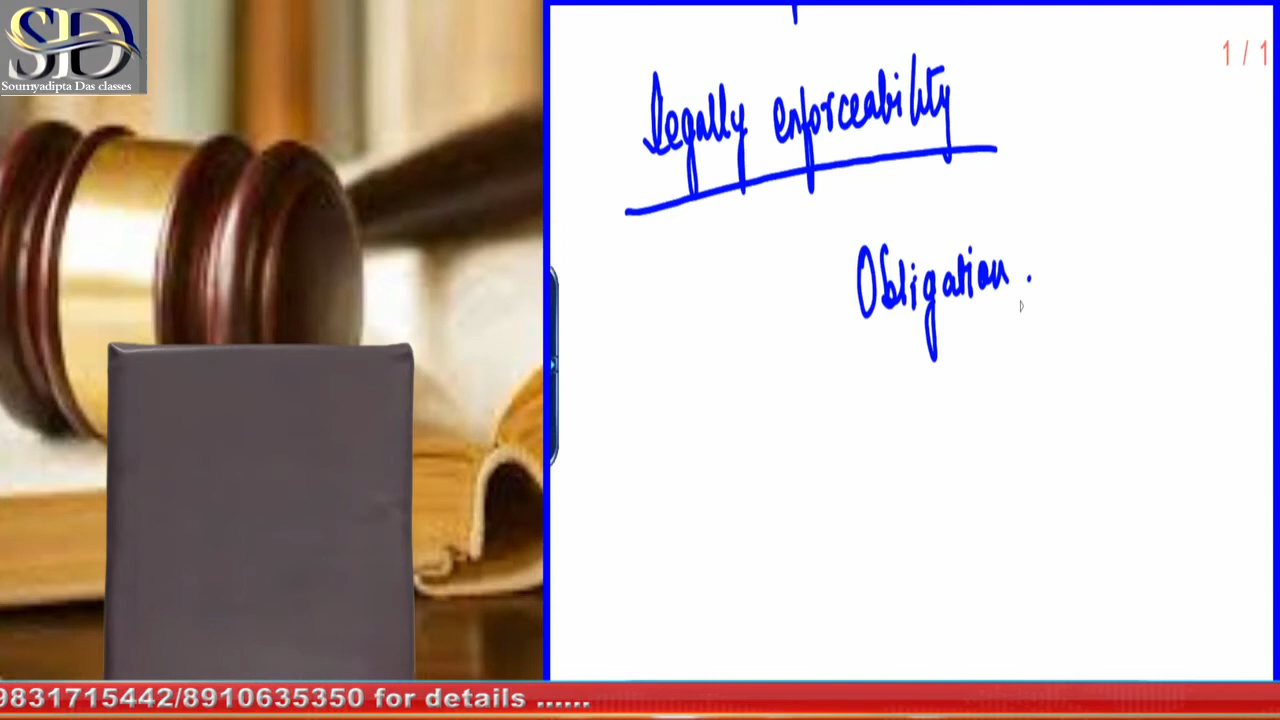 SD
Soumyadipta Das classes
1 / 1
legally enforceability
Obligation .
9831715442/8910635350 for details ......